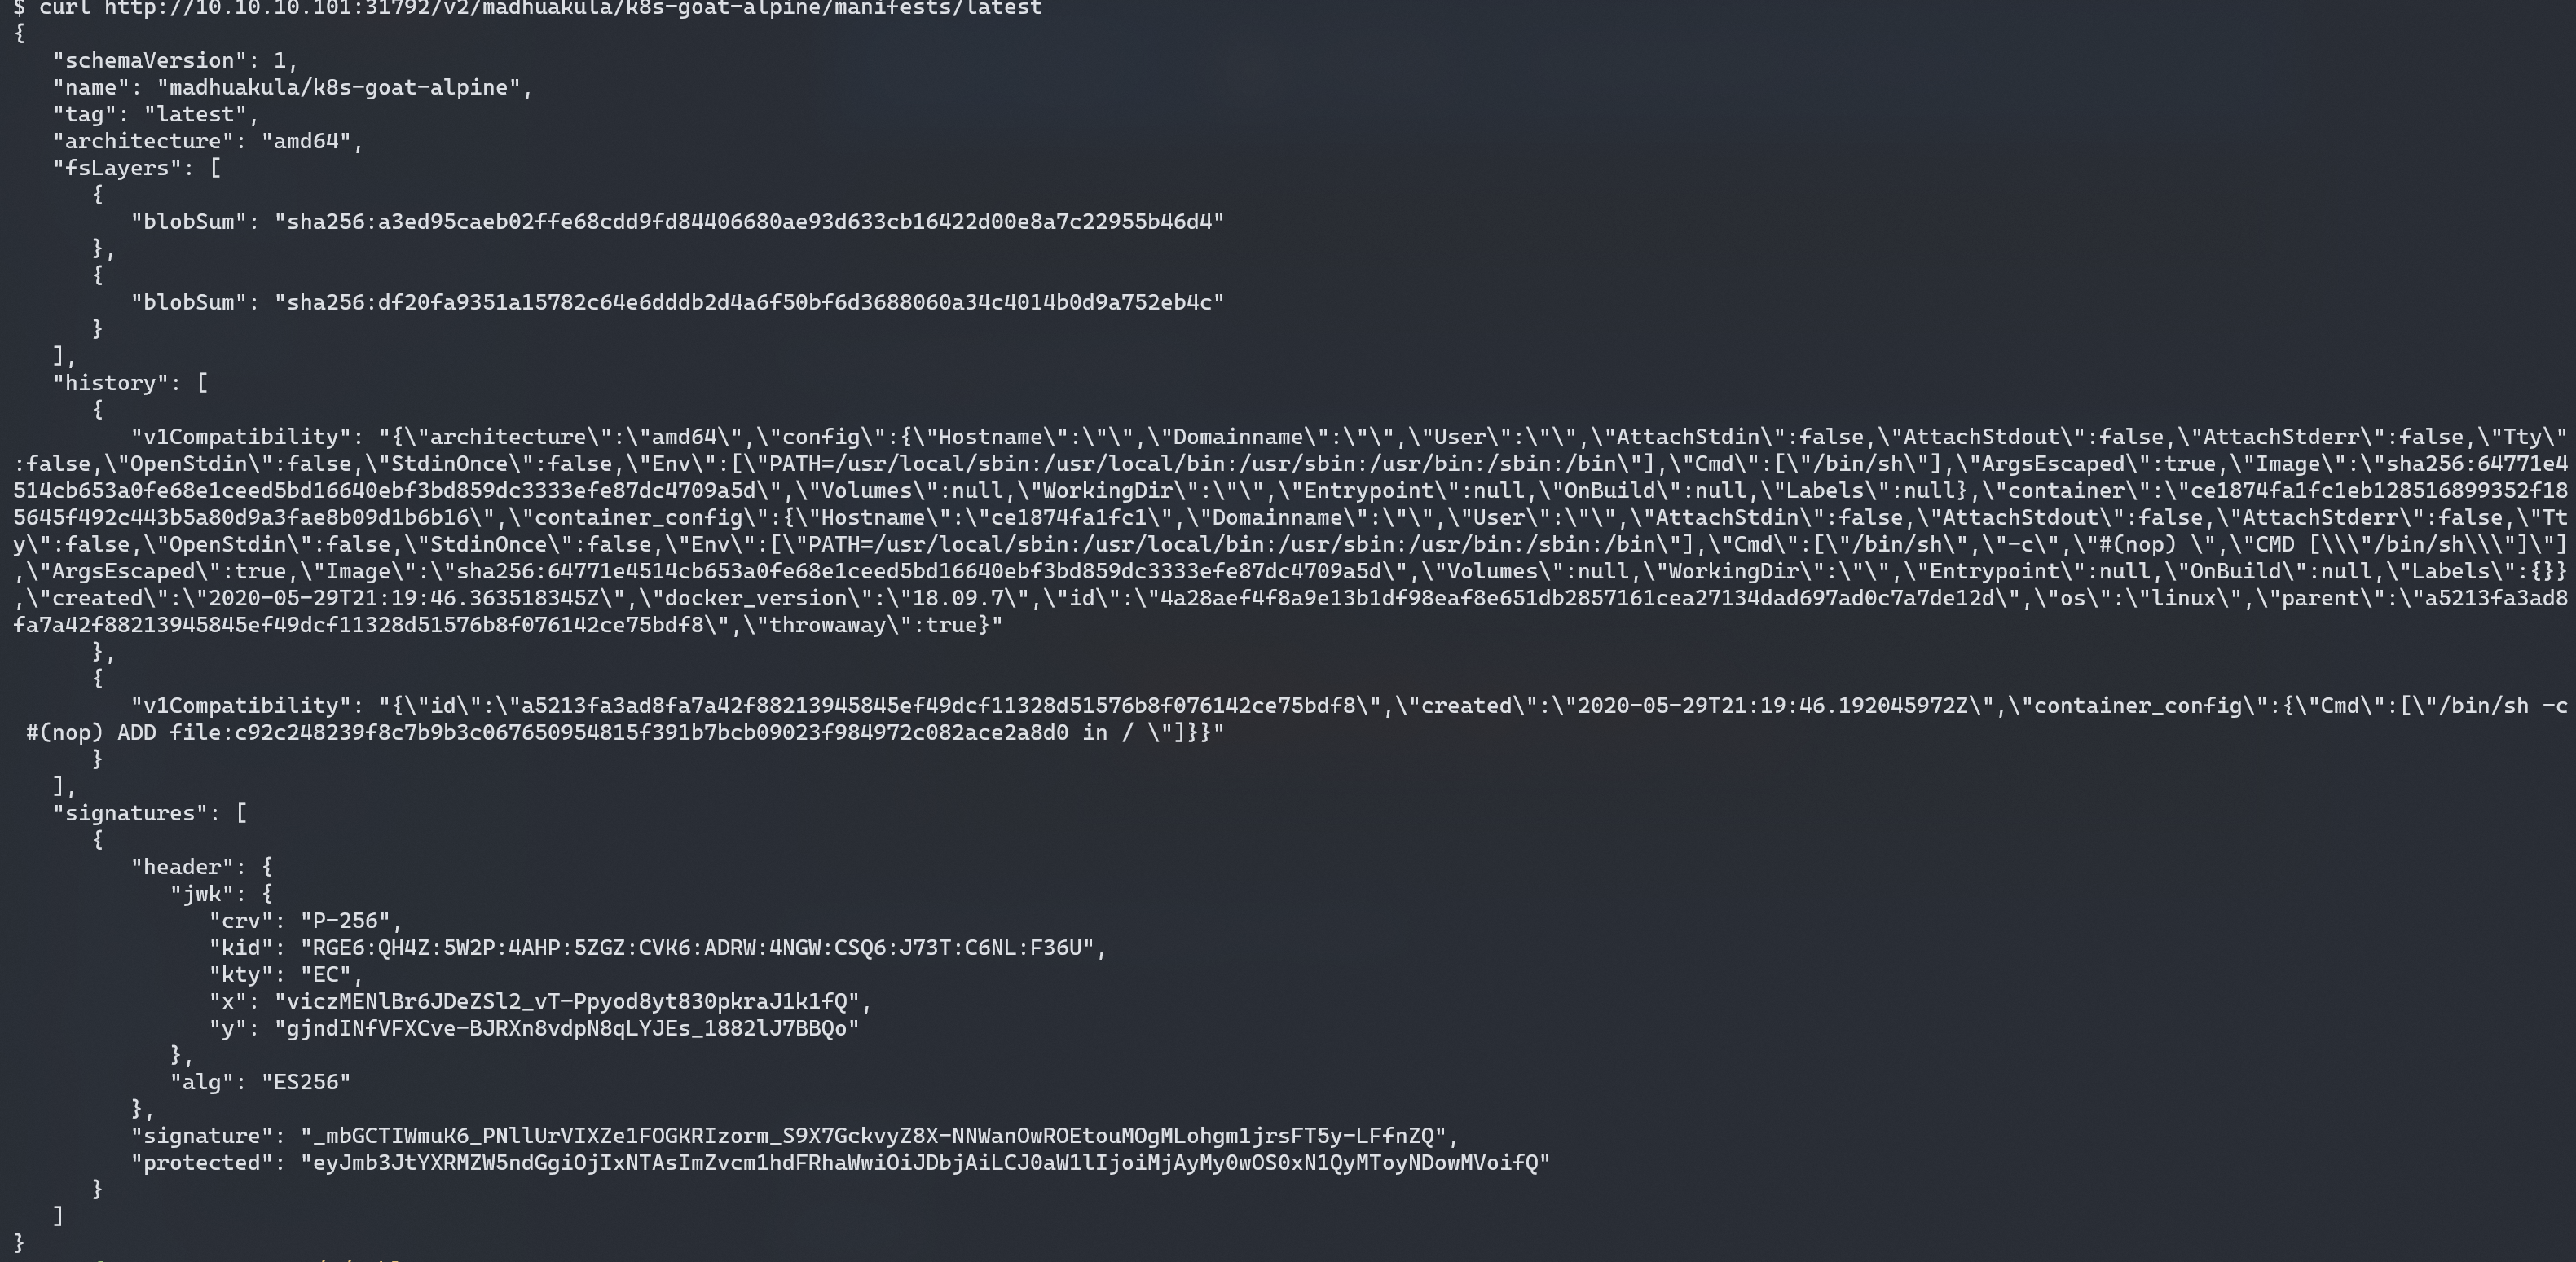 $ curl http://10.10.10.101:31792/v2/madhuakula/k8s-goat-alpine/manifests/latest
{
   "schemaVersion": 1,
   "name": "madhuakula/k8s-goat-alpine",
   "tag": "latest",
   "architecture": "amd64",
   "fsLayers": [
      {
         "blobSum": "sha256:a3ed95caeb02ffe68cdd9fd84406680ae93d633cb16422d00e8a7c22955b46d4"
      },
      {
         "blobSum": "sha256:df20fa9351a15782c64e6dddb2d4a6f50bf6d3688060a34c4014b0d9a752eb4c"
      }
   ],
   "history": [
      {
         "v1Compatibility": "{\"architecture\":\"amd64\",\"config\":{\"Hostname\":\"\",\"Domainname\":\"\",\"User\":\"\",\"AttachStdin\":false,\"AttachStdout\":false,\"AttachStderr\":false,\"Tty\"
:false,\"OpenStdin\":false,\"StdinOnce\":false,\"Env\":[\"PATH=/usr/local/sbin:/usr/local/bin:/usr/sbin:/usr/bin:/sbin:/bin\"],\"Cmd\":[\"/bin/sh\"],\"ArgsEscaped\":true,\"Image\":\"sha256:64771e4
514cb653a0fe68e1ceed5bd16640ebf3bd859dc3333efe87dc4709a5d\",\"Volumes\":null,\"WorkingDir\":\"\",\"Entrypoint\":null,\"OnBuild\":null,\"Labels\":null},\"container\":\"ce1874fa1fc1eb128516899352f18
5645f492c443b5a80d9a3fae8b09d1b6b16\",\"container_config\":{\"Hostname\":\"ce1874fa1fc1\",\"Domainname\":\"\",\"User\":\"\",\"AttachStdin\":false,\"AttachStdout\":false,\"AttachStderr\":false,\"Tt
y\":false,\"OpenStdin\":false,\"StdinOnce\":false,\"Env\":[\"PATH=/usr/local/sbin:/usr/local/bin:/usr/sbin:/usr/bin:/sbin:/bin\"],\"Cmd\":[\"/bin/sh\",\"-c\",\"#(nop) \",\"CMD [\\\"/bin/sh\\\"]\"]
,\"ArgsEscaped\":true,\"Image\":\"sha256:64771e4514cb653a0fe68e1ceed5bd16640ebf3bd859dc3333efe87dc4709a5d\",\"Volumes\":null,\"WorkingDir\":\"\",\"Entrypoint\":null,\"OnBuild\":null,\"Labels\":{}}
,\"created\":\"2020-05-29T21:19:46.363518345Z\",\"docker_version\":\"18.09.7\",\"id\":\"4a28aef4f8a9e13b1df98eaf8e651db2857161cea27134dad697ad0c7a7de12d\",\"os\":\"linux\",\"parent\":\"a5213fa3ad8
fa7a42f88213945845ef49dcf11328d51576b8f076142ce75bdf8\",\"throwaway\":true}"
      },
      {
         "v1Compatibility": "{\"id\":\"a5213fa3ad8fa7a42f88213945845ef49dcf11328d51576b8f076142ce75bdf8\",\"created\":\"2020-05-29T21:19:46.192045972Z\",\"container_config\":{\"Cmd\":[\"/bin/sh -c
 #(nop) ADD file:c92c248239f8c7b9b3c067650954815f391b7bcb09023f984972c082ace2a8d0 in / \"]}}"
      }
   ],
   "signatures": [
      {
         "header": {
            "jwk": {
               "crv": "P-256",
               "kid": "RGE6:QH4Z:5W2P:4AHP:5ZGZ:CVK6:ADRW:4NGW:CSQ6:J73T:C6NL:F36U",
               "kty": "EC",
               "x": "viczMENlBr6JDeZSl2_vT-Ppyod8yt830pkraJ1k1fQ",
               "y": "gjndINfVFXCve-BJRXn8vdpN8qLYJEs_1882lJ7BBQo"
            },
            "alg": "ES256"
         },
         "signature": "_mbGCTIWmuK6_PNllUrVIXZe1FOGKRIzorm_S9X7GckvyZ8X-NNWanOwROEtouMOgMLohgm1jrsFT5y-LFfnZQ",
         "protected": "eyJmb3JtYXRMZW5ndGgiOjIxNTAsImZvcm1hdFRhaWwiOiJDbjAiLCJ0aW1lIjoiMjAyMy0wOS0xN1QyMToyNDowMVoifQ"
      }
   ]
}